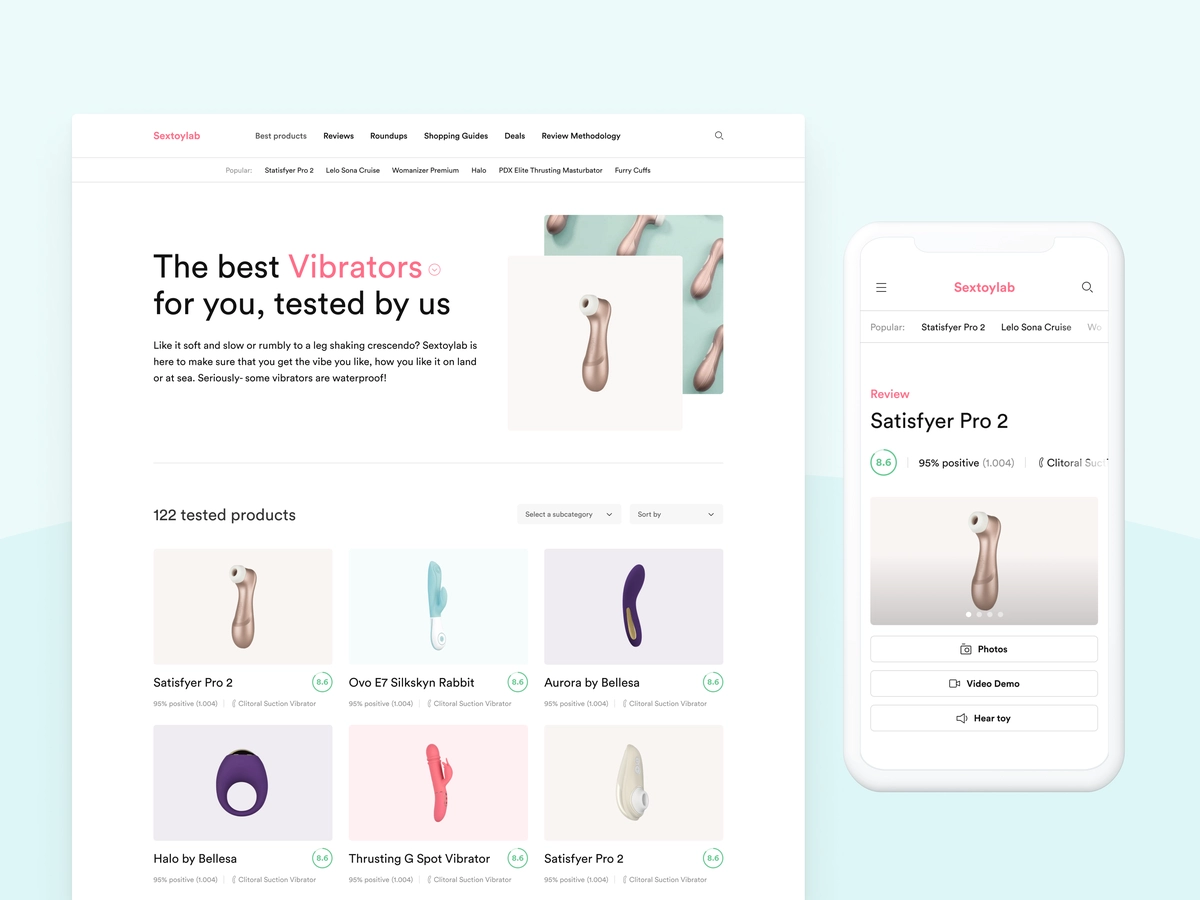 Sextoylab
Best products Reviews Roundups Shopping Guides Deals Review Methodology
Popular: Statisfyer Pro 2 Lelo Sona Cruise Womanizer Premium Halo PDX Elite Thrusting Masturbator Furry Cuffs
The best Vibrators
for you, tested by us
Like it soft and slow or rumbly to a leg shaking crescendo? Sextoylab is
here to make sure that you get the vibe you like, how you like it on land
or at sea. Seriously- some vibrators are waterproof!
122 tested products
Select a subcategory Sort by
Satisfyer Pro 2 8.6 Ovo E7 Silkskyn Rabbit 8.6 Aurora by Bellesa 8.6
95% positive (1.004) Clitoral Suction Vibrator 95% positive (1.004) Clitoral Suction Vibrator 95% positive (1.004) Clitoral Suction Vibrator
Halo by Bellesa 8.6 Thrusting G Spot Vibrator 8.6 Satisfyer Pro 2 8.6
95% positive (1.004) Clitoral Suction Vibrator 95% positive (1.004) Clitoral Suction Vibrator 95% positive (1.004) Clitoral Suction Vibrator
Sextoylab
Popular: Statisfyer Pro 2 Lelo Sona Cruise Wo
Review
Satisfyer Pro 2
8.6 95% positive (1.004) Clitoral Suct
Photos
Video Demo
Hear toy